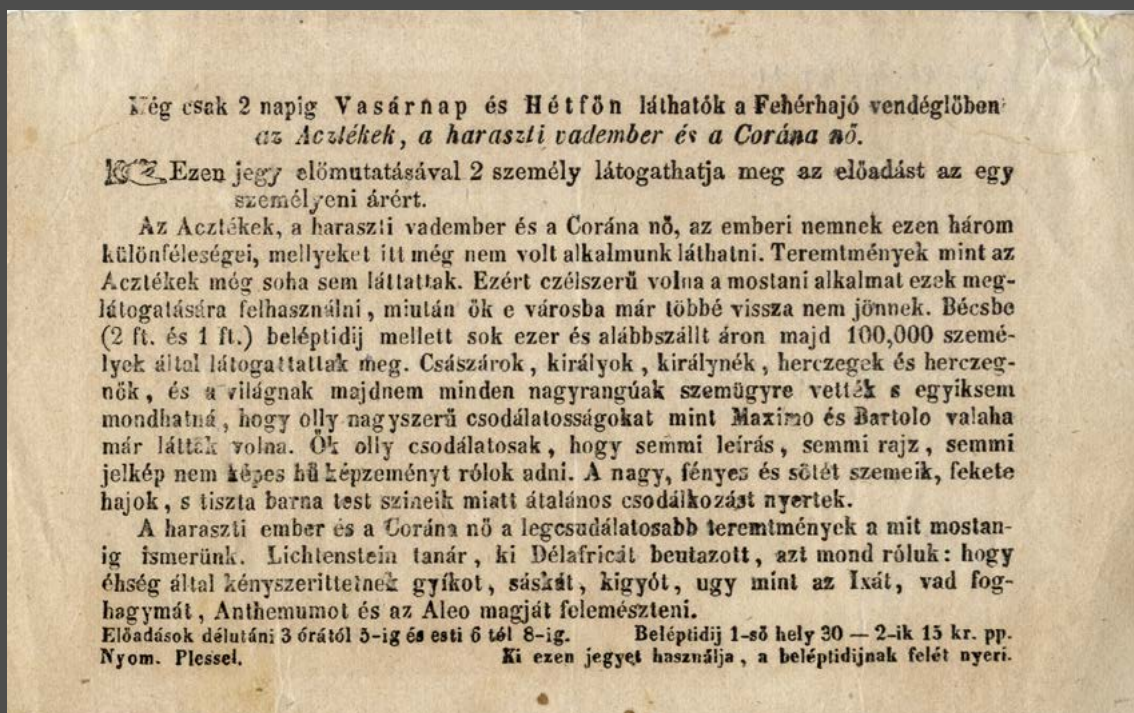 Még csak 2 napig Vasárnap és Hétfőn láthatók a Fehérhajó vendéglőben
az Acztékek, a haraszti vadember és a Corána nő.
Ezen jegy előmutatásával 2 személy látogathatja meg az előadást az egy
személyeni árért.
Az Acztékek, a haraszti vadember és a Corána nő, az emberi nemnek ezen három
különféleségei, mellyeket itt még nem volt alkalmunk láthatni. Teremtmények mint az
Acztékek még soha sem láttattak. Ezért czélszerű volna a mostani alkalmat ezek meg-
látogatására felhasználni, miután ők e városba már többé vissza nem jönnek. Bécsbe
(2 ft. és 1 ft.) beléptidij mellett sok ezer és alábbszállt áron majd 100,000 szemé-
lyek által látogattattak meg. Császárok, királyok, királynék, herczegek és herczeg-
nők, és a világnak majdnem minden nagyrangúak szemügyre vették s egyiksem
mondhatná, hogy olly nagyszerű csodálatosságokat mint Maximo és Bartolo valaha
már láttak volna. Ők olly csodálatosak, hogy semmi leírás, semmi rajz, semmi
jelkép nem képes hű képzeményt rólok adni. A nagy, fényes és sötét szemeik, fekete
hajok, s tiszta barna test szineik miatt átalános csodálkozást nyertek.
A haraszti ember és a Corána nő a legcsudálatosabb teremtmények a mit mostan-
ig ismerünk. Lichtenstein tanár, ki Délafricát beutazott, azt mond róluk: hogy
éhség által kényszerittetnek gyíkot, sáskát, kigyót, ugy mint az Ixát, vad fog-
hagymát, Anthemumot és az Aleo magját felemészteni.
Előadások délutáni 3 órától 5-ig és esti 6 tól 8-ig. Beléptidij 1-ső hely 30 — 2-ik 15 kr. pp.
Nyom. Plessel. Ki ezen jegyet használja, a beléptidijnak felét nyeri.